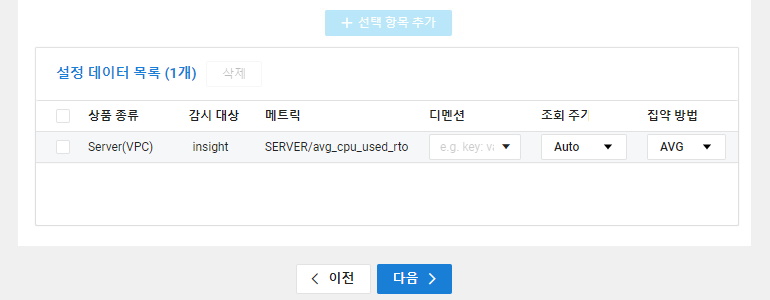 + 선택 항목 추가
설정 데이터 목록 (1개) 삭제
상품 종류 감시 대상 메트릭 디멘션 조회 주기 집약 방법
Server(VPC) insight SERVER/avg_cpu_used_rto e.g. key: va Auto AVG
이전 다음